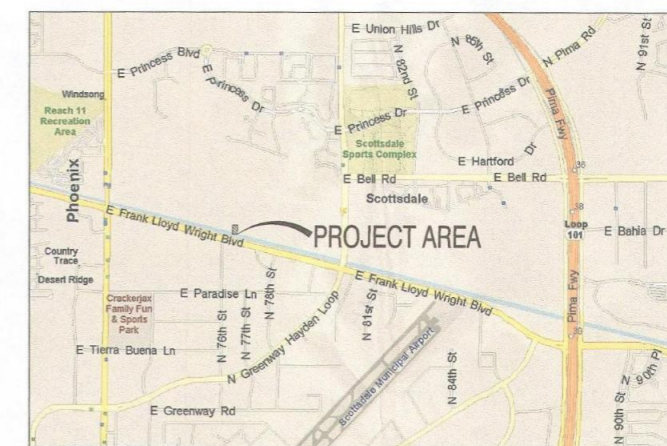 E Union Hills Dr
N 82nd St
N 85th St
N Pima Rd
N 91st St
E Princess Blvd
E Princess Dr
E Princess Dr
E Princess Dr
Pima Fwy
Windsong
Reach 11
Recreation
Area
Scottsdale
Sports Complex
E Hartford Dr
36
E Bell Rd
E Bell Rd
Phoenix
Scottsdale
38
E Frank Lloyd Wright Blvd
PROJECT AREA
Loop
101
E Bahia Dr
Country
Trace
Desert Ridge
E Frank Lloyd Wright Blvd
Pima Fwy
Crackerjax
Family Fun
& Sports
Park
E Paradise Ln
N 76th St
N 77th St
N 78th St
N 81st St
N Greenway Hayden Loop
Scottsdale Municipal Airport
39
E Tierra Buena Ln
N 84th St
N 90th Pl
N 90th St
E Greenway Rd